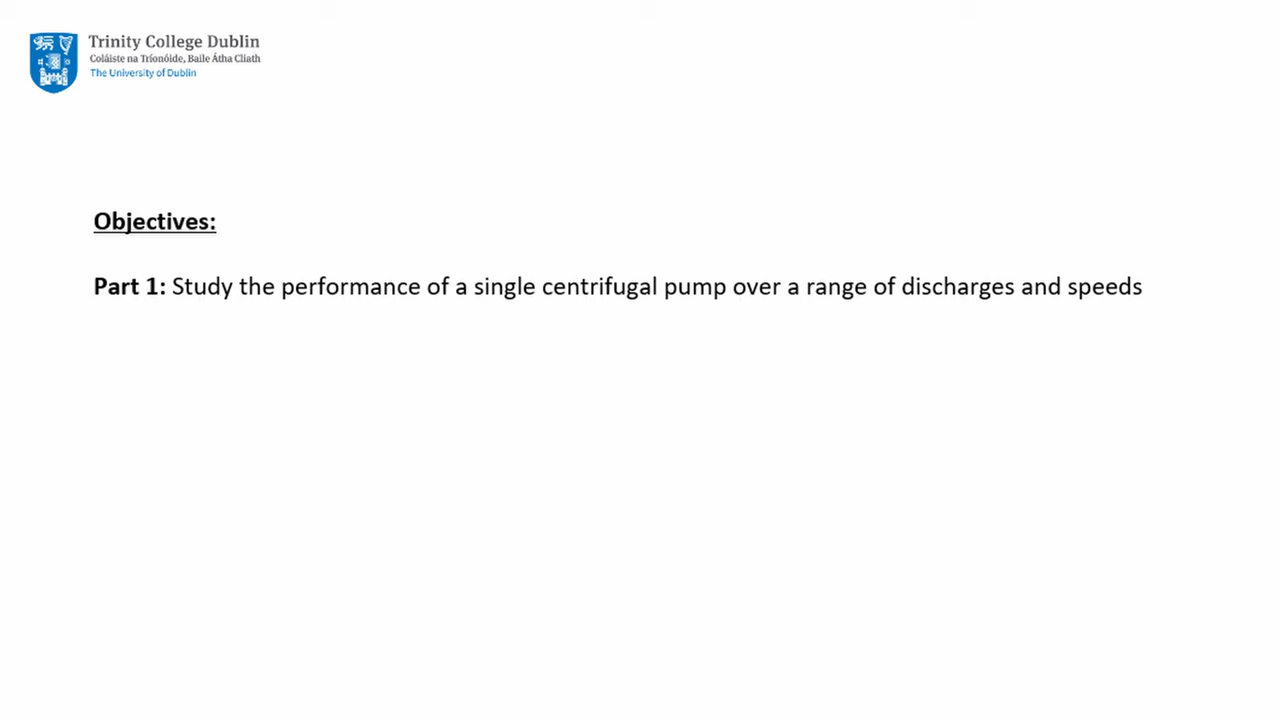 Trinity College Dublin
Coláiste na Tríonóide, Baile Átha Cliath
The University of Dublin
Objectives:
Part 1: Study the performance of a single centrifugal pump over a range of discharges and speeds